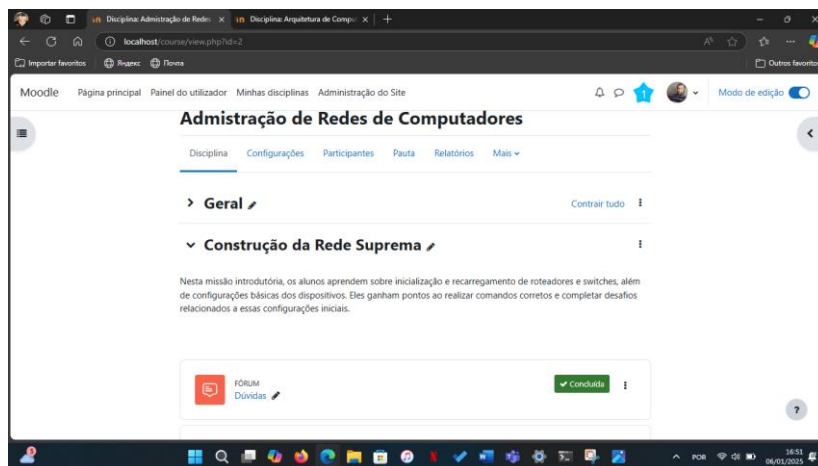 Disciplina: Admistração de Redes
Disciplina: Arquitetura de Compu
localhost/course/view.php?id=2
Importar favoritos
Яндекс
Почта
Outros favoritos
Moodle
Página principal
Painel do utilizador
Minhas disciplinas
Administração do Site
1
Modo de edição
Admistração de Redes de Computadores
Disciplina
Configurações
Participantes
Pauta
Relatórios
Mais
Geral
Contrair tudo
Construção da Rede Suprema
Nesta missão introdutória, os alunos aprendem sobre inicialização e recarregamento de roteadores e switches, além
de configurações básicas dos dispositivos. Eles ganham pontos ao realizar comandos corretos e completar desafios
relacionados a essas configurações iniciais.
FÓRUM
Dúvidas
Concluída
?
POR
16:51
06/01/2025